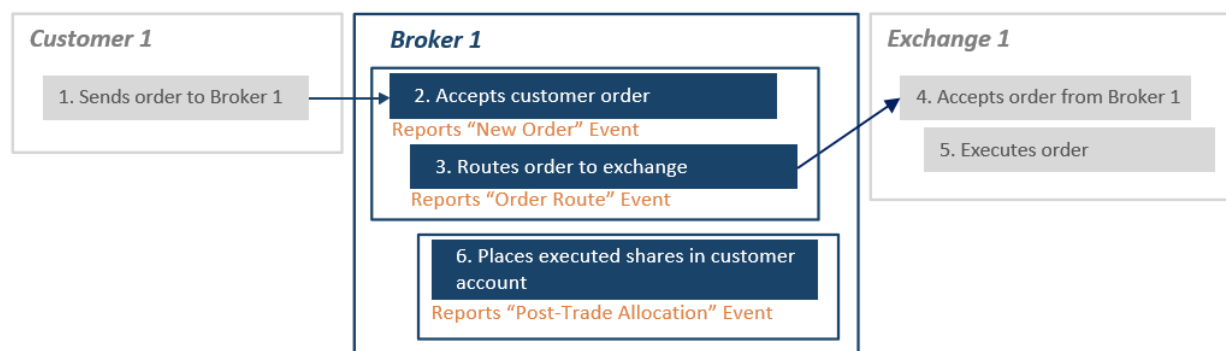 Customer 1
1. Sends order to Broker 1
Broker 1
2. Accepts customer order
Reports “New Order” Event
3. Routes order to exchange
Reports “Order Route” Event
6. Places executed shares in customer
account
Reports “Post-Trade Allocation” Event
Exchange 1
4. Accepts order from Broker 1
5. Executes order